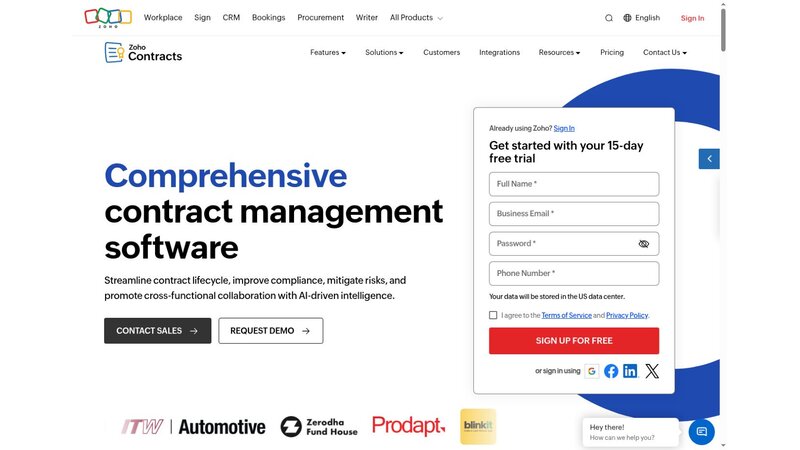 ZOHO
Workplace Sign CRM Bookings Procurement Writer All Products English Sign In
Zoho
Contracts
Features Solutions Customers Integrations Resources Pricing Contact Us
Comprehensive
contract management
software
Streamline contract lifecycle, improve compliance, mitigate risks, and
promote cross-functional collaboration with AI-driven intelligence.
CONTACT SALES
REQUEST DEMO
Already using Zoho? Sign In
Get started with your 15-day
free trial
Full Name *
Business Email *
Password *
Phone Number *
Your data will be stored in the US data center.
I agree to the Terms of Service and Privacy Policy.
SIGN UP FOR FREE
or sign in using
ITW Automotive
Zerodha
Fund House
Prodapt
blinkit
Hey there!
How can we help you?